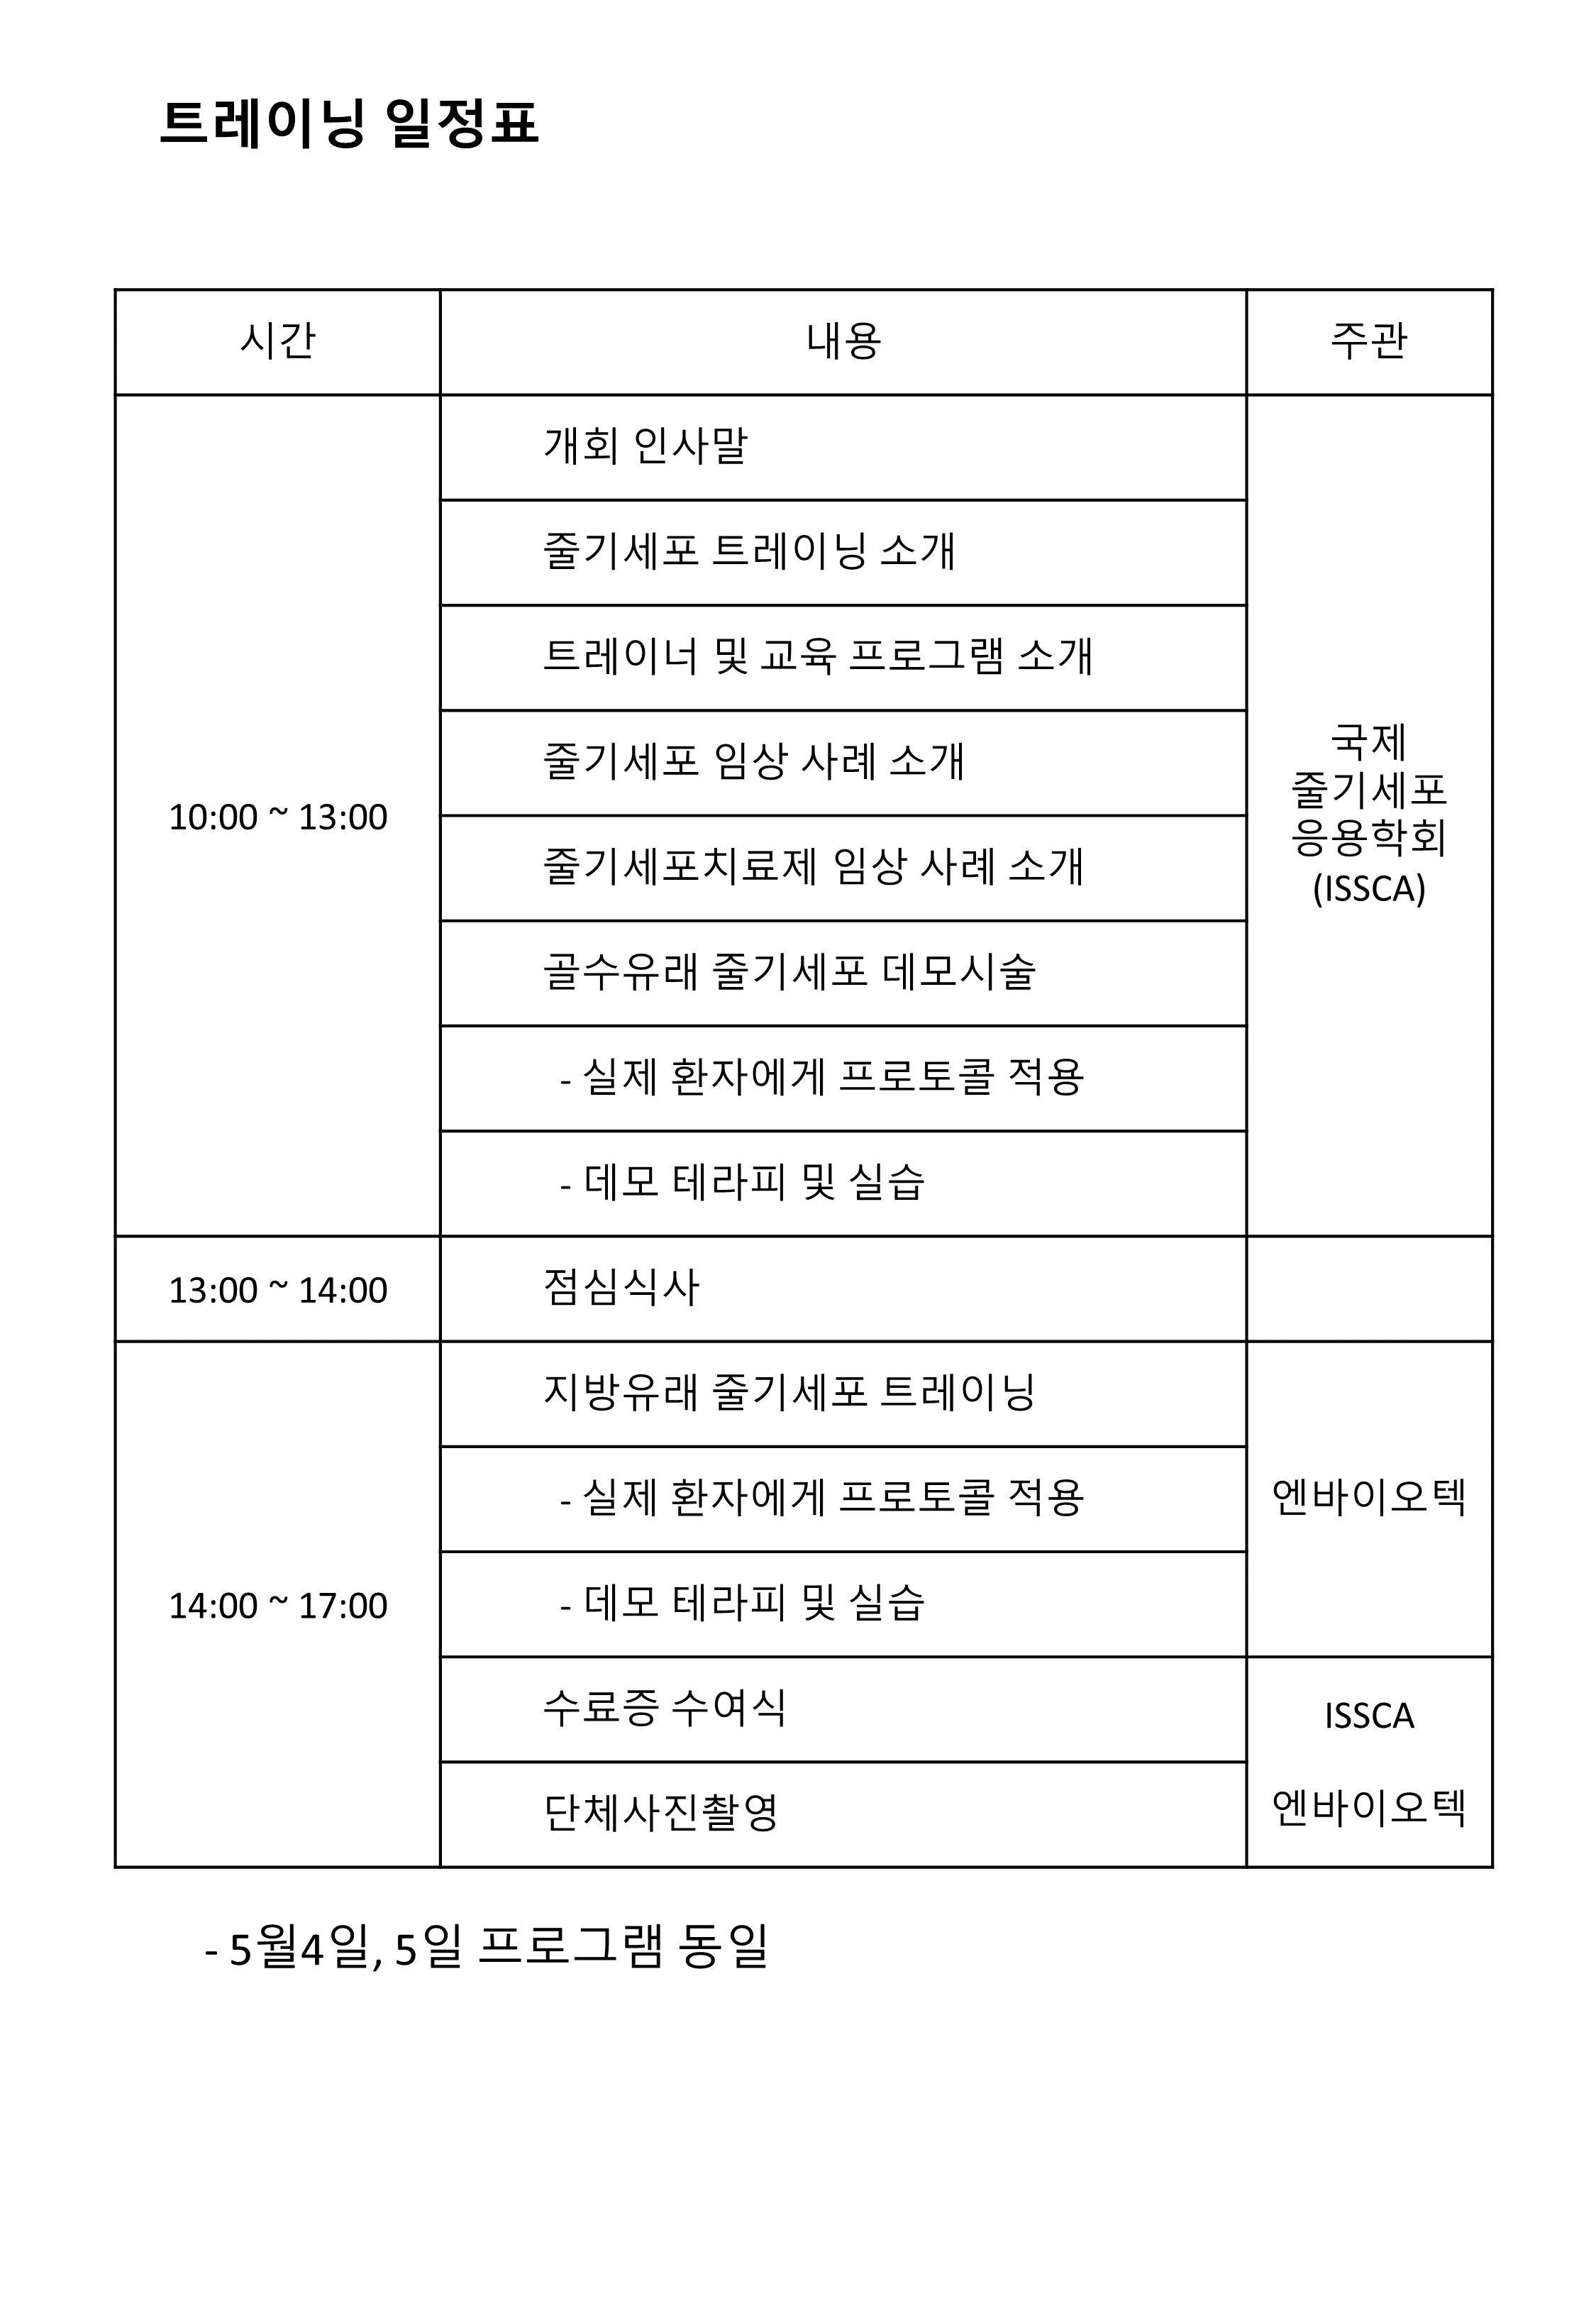 트레이닝 일정표
시간 내용 주관
개회 인사말
줄기세포 트레이닝 소개
트레이너 및 교육 프로그램 소개
줄기세포 임상 사례 소개
10:00 ~ 13:00
줄기세포치료제 임상 사례 소개
골수유래 줄기세포 데모시술
- 실제 환자에게 프로토콜 적용
- 데모 테라피 및 실습
국제
줄기세포
응용학회
(ISSCA)
13:00 ~ 14:00 점심식사
지방유래 줄기세포 트레이닝
- 실제 환자에게 프로토콜 적용
엔바이오텍
14:00 ~ 17:00
- 데모 테라피 및 실습
수료증 수여식
ISSCA
단체사진촬영
엔바이오텍
- 5월4일, 5일 프로그램 동일